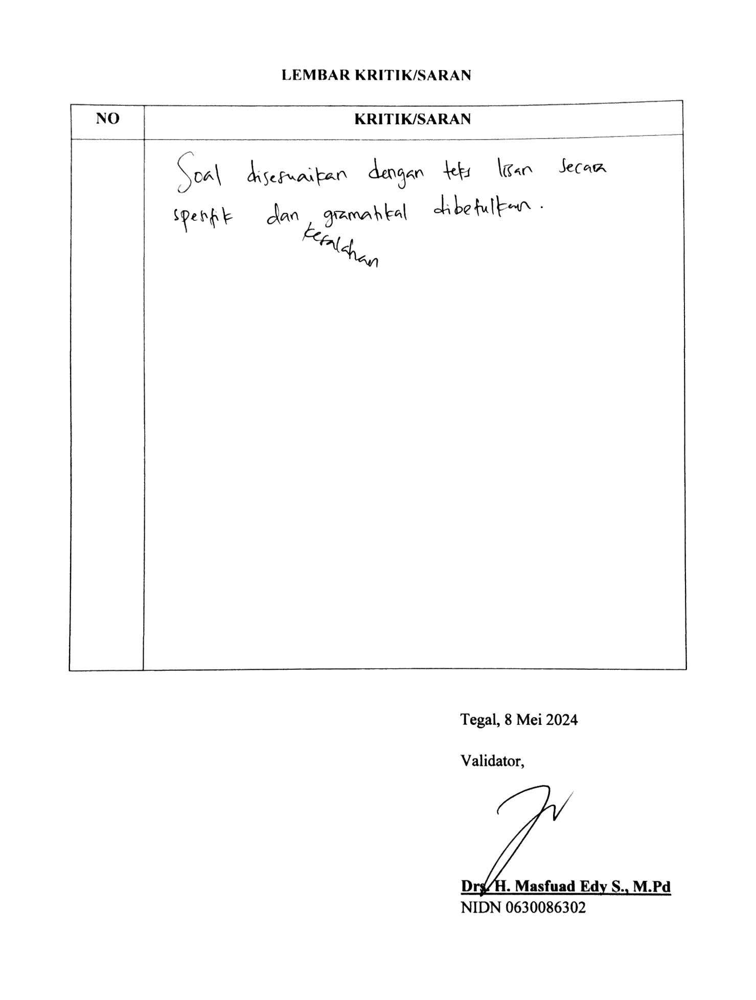 LEMBAR KRITIK/SARAN
NO
KRITIK/SARAN
Soal disesuaikan dengan teks lisan secara
spesifik dan gramatikal dibetulkan.
kesalahan
Tegal, 8 Mei 2024
Validator,
Drs. H. Masfuad Edy S., M.Pd
NIDN 0630086302